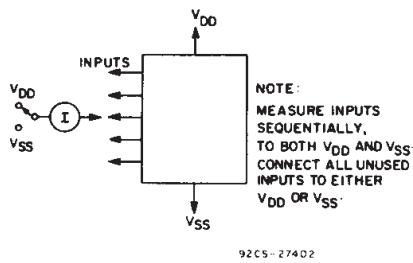 VDD
INPUTS
VDD
I
VSS
NOTE:
MEASURE INPUTS
SEQUENTIALLY,
TO BOTH VDD AND VSS.
CONNECT ALL UNUSED
INPUTS TO EITHER
VDD OR VSS.
VSS
92CS-27402